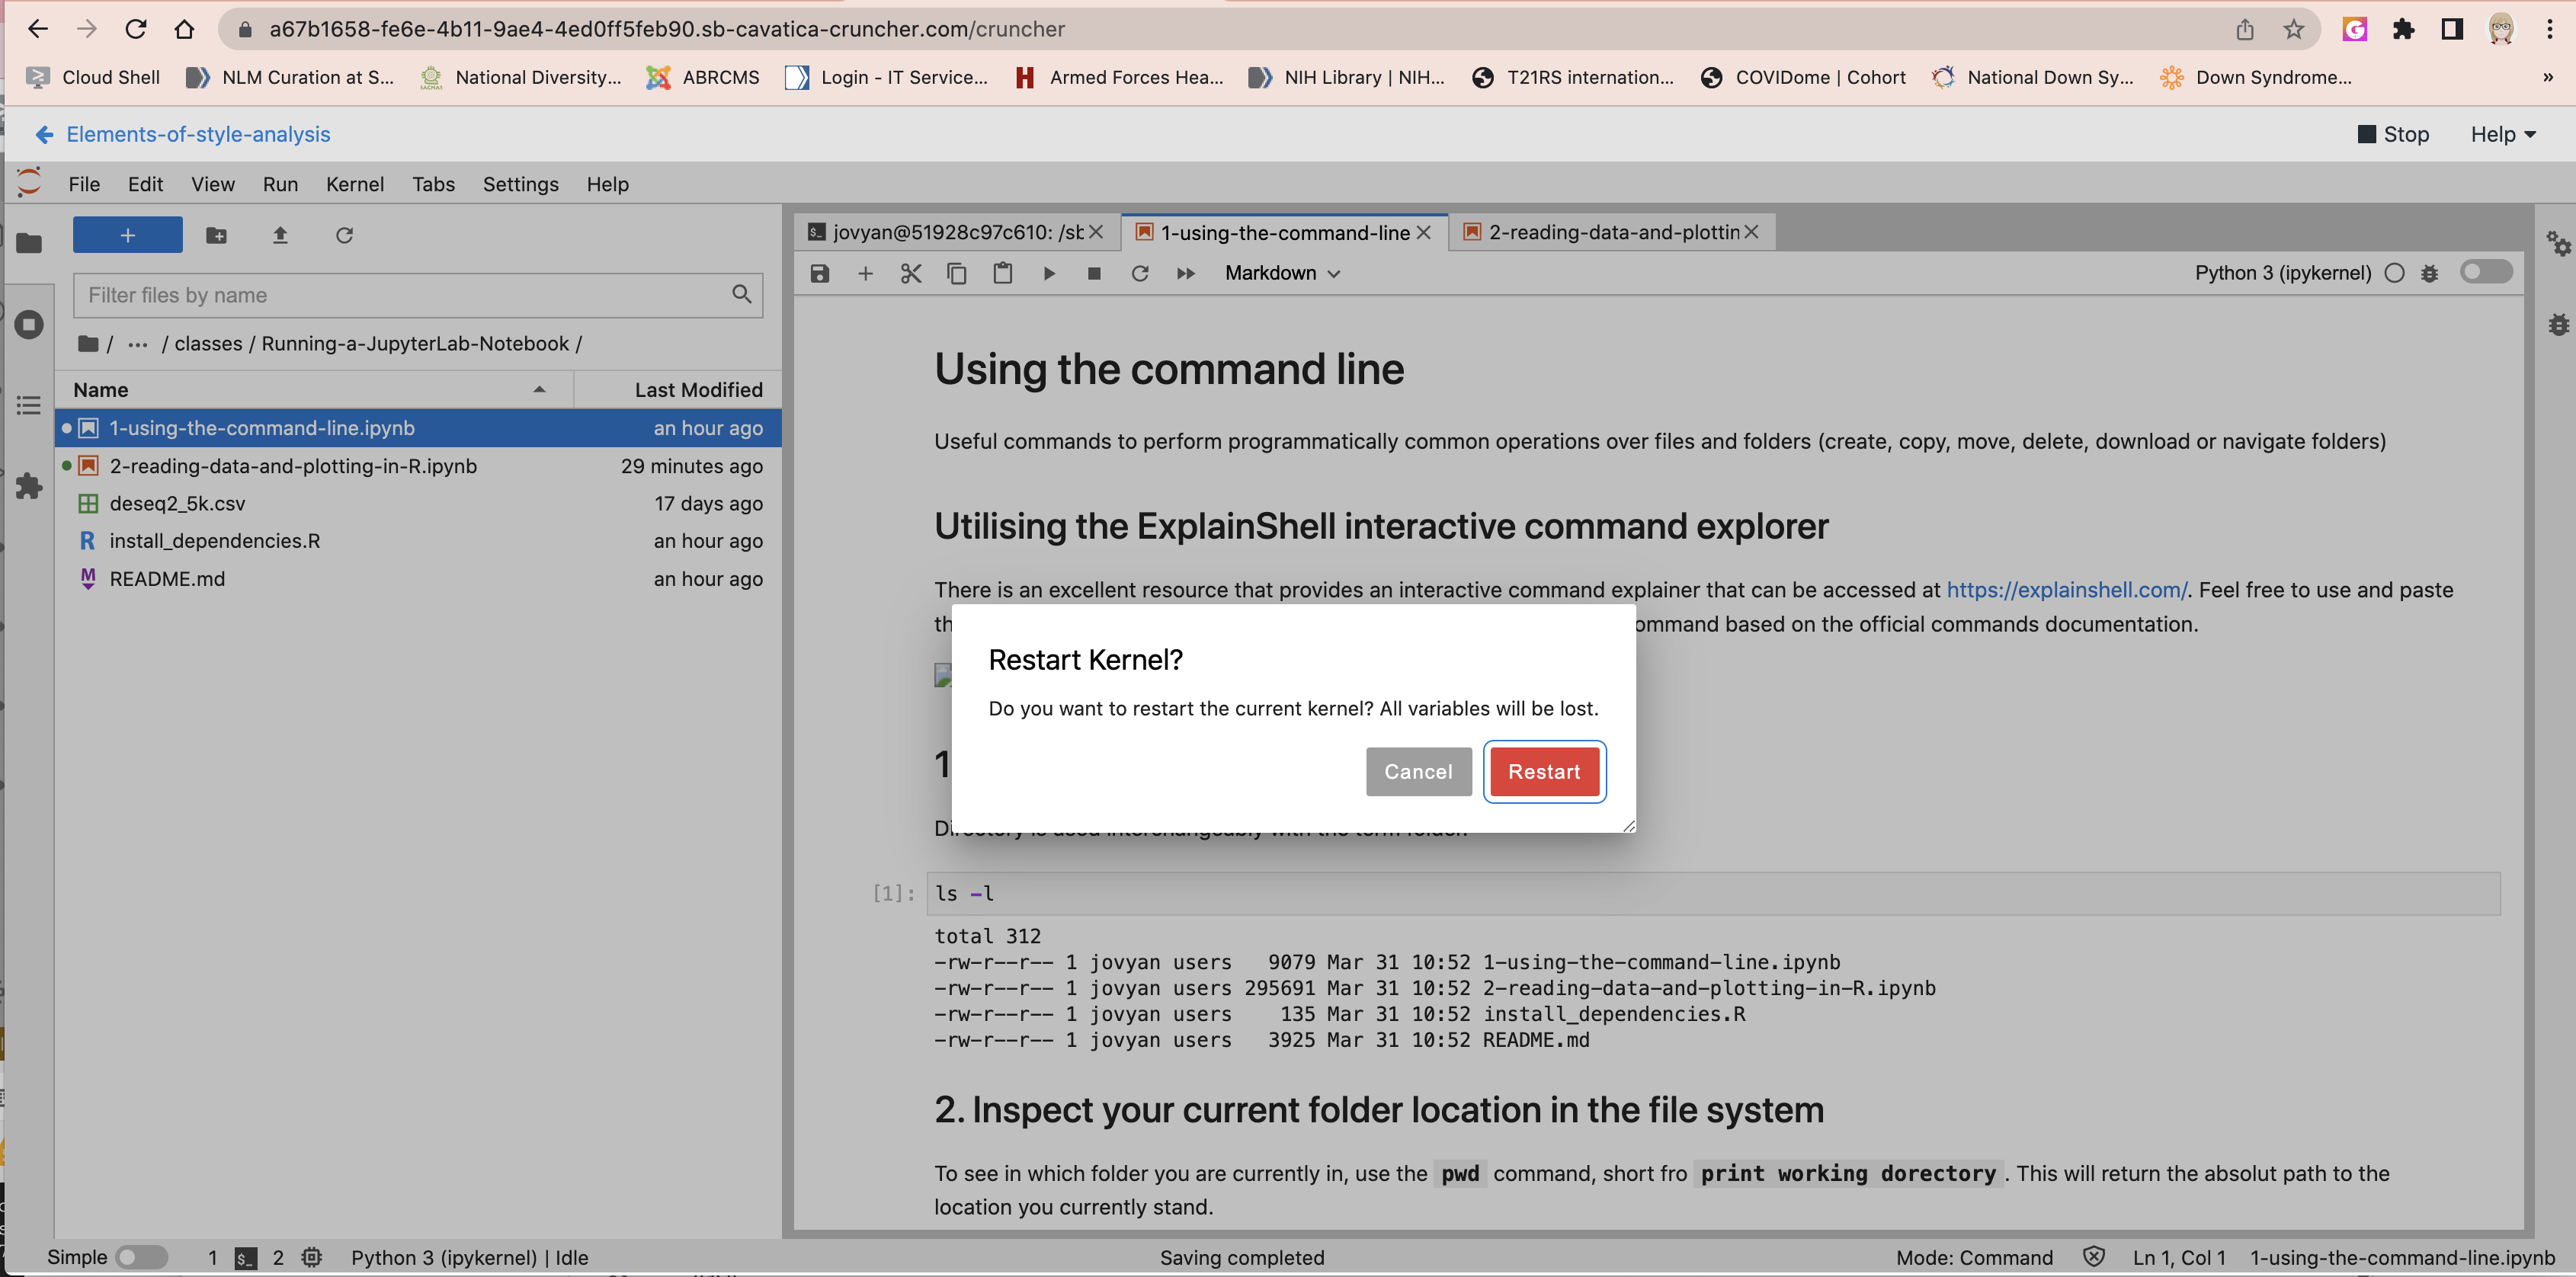 a67b1658-fe6e-4b11-9ae4-4ed0ff5feb90.sb-cavatica-cruncher.com/cruncher
Cloud Shell NLM Curation at S... National Diversity... ABRCMS Login - IT Service... Armed Forces Hea... NIH Library | NIH... T21RS internation... COVIDome | Cohort National Down Sy... Down Syndrome... »
Elements-of-style-analysis Stop Help
File Edit View Run Kernel Tabs Settings Help
jovyan@51928c97c610: /sb 1-using-the-command-line 2-reading-data-and-plottin
Markdown Python 3 (ipykernel)
Filter files by name
/ ... / classes / Running-a-JupyterLab-Notebook /
Name Last Modified
1-using-the-command-line.ipynb an hour ago
2-reading-data-and-plotting-in-R.ipynb 29 minutes ago
deseq2_5k.csv 17 days ago
R install_dependencies.R an hour ago
M README.md an hour ago
Using the command line
Useful commands to perform programmatically common operations over files and folders (create, copy, move, delete, download or navigate folders)
Utilising the ExplainShell interactive command explorer
There is an excellent resource that provides an interactive command explainer that can be accessed at https://explainshell.com/. Feel free to use and paste
th ommand based on the official commands documentation.
Restart Kernel?
Do you want to restart the current kernel? All variables will be lost.
Cancel Restart
1
Directory is used interchangeably with the term folder.
[1]: ls -l
total 312
-rw-r--r-- 1 jovyan users 9079 Mar 31 10:52 1-using-the-command-line.ipynb
-rw-r--r-- 1 jovyan users 295691 Mar 31 10:52 2-reading-data-and-plotting-in-R.ipynb
-rw-r--r-- 1 jovyan users 135 Mar 31 10:52 install_dependencies.R
-rw-r--r-- 1 jovyan users 3925 Mar 31 10:52 README.md
2. Inspect your current folder location in the file system
To see in which folder you are currently in, use the pwd command, short fro print working dorectory. This will return the absolut path to the
location you currently stand.
Simple 1 $_ 2 Python 3 (ipykernel) | Idle Saving completed Mode: Command Ln 1, Col 1 1-using-the-command-line.ipynb